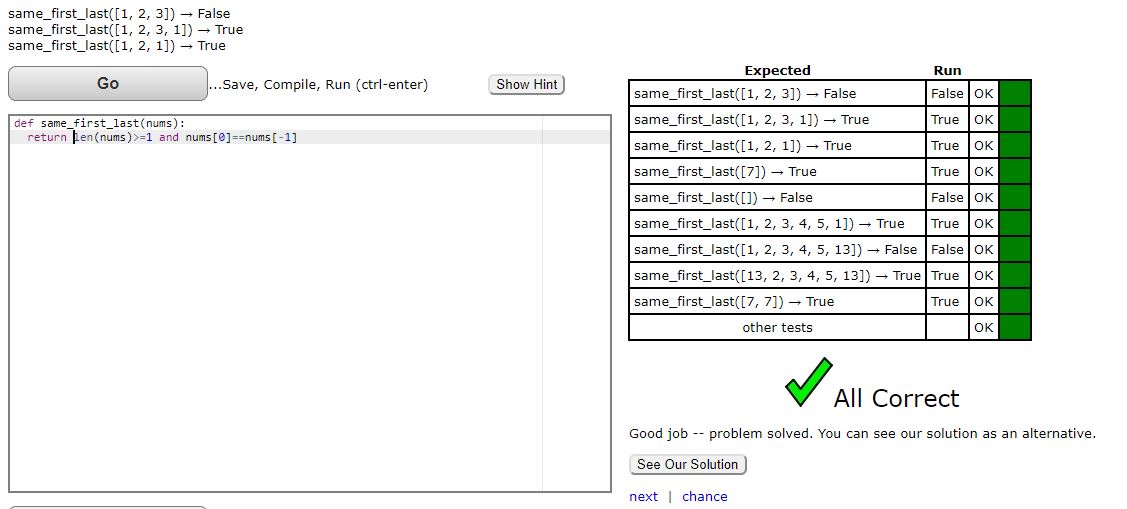 same_first_last([1, 2, 3]) → False
same_first_last([1, 2, 3, 1]) → True
same_first_last([1, 2, 1]) → True
Go
...Save, Compile, Run (ctrl-enter)
Show Hint
def same_first_last(nums):
  return len(nums)>=1 and nums[0]==nums[-1]
Expected Run
same_first_last([1, 2, 3]) → False False OK
same_first_last([1, 2, 3, 1]) → True True OK
same_first_last([1, 2, 1]) → True True OK
same_first_last([7]) → True True OK
same_first_last([]) → False False OK
same_first_last([1, 2, 3, 4, 5, 1]) → True True OK
same_first_last([1, 2, 3, 4, 5, 13]) → False False OK
same_first_last([13, 2, 3, 4, 5, 13]) → True True OK
same_first_last([7, 7]) → True True OK
other tests OK
All Correct
Good job -- problem solved. You can see our solution as an alternative.
See Our Solution
next | chance